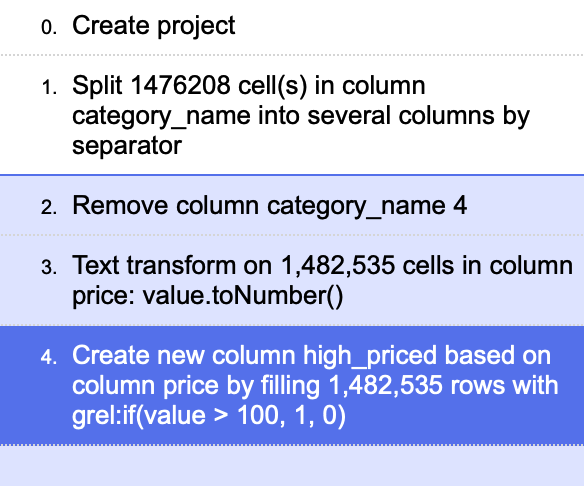 0. Create project
1. Split 1476208 cell(s) in column
category_name into several columns by
separator
2. Remove column category_name 4
3. Text transform on 1,482,535 cells in column
price: value.toNumber()
4. Create new column high_priced based on
column price by filling 1,482,535 rows with
grel:if(value > 100, 1, 0)